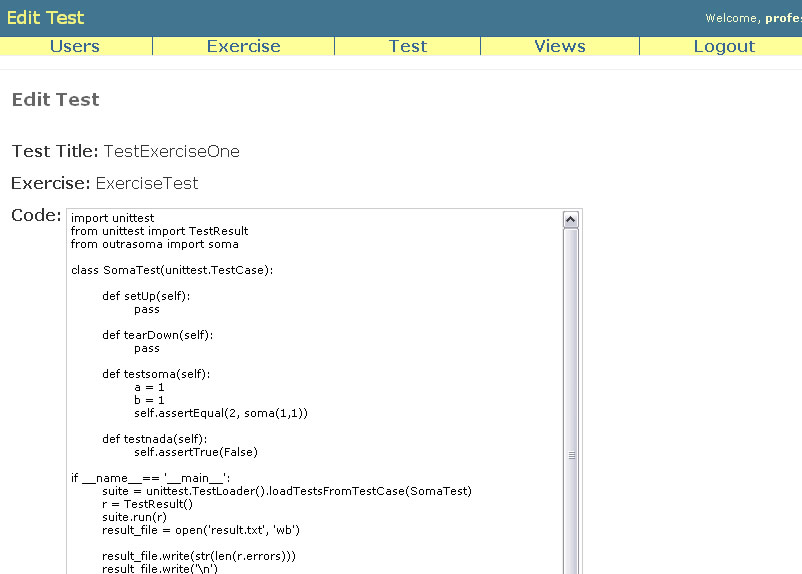 Edit Test
Welcome, profes
Users Exercise Test Views Logout
Edit Test
Test Title: TestExerciseOne
Exercise: ExerciseTest
Code:
import unittest
from unittest import TestResult
from outrasoma import soma
class SomaTest(unittest.TestCase):
def setUp(self):
pass
def tearDown(self):
pass
def testsoma(self):
a = 1
b = 1
self.assertEqual(2, soma(1,1))
def testnada(self):
self.assertTrue(False)
if __name__== '__main__':
suite = unittest.TestLoader().loadTestsFromTestCase(SomaTest)
r = TestResult()
suite.run(r)
result_file = open('result.txt', 'wb')
result_file.write(str(len(r.errors)))
result_file.write('\n')